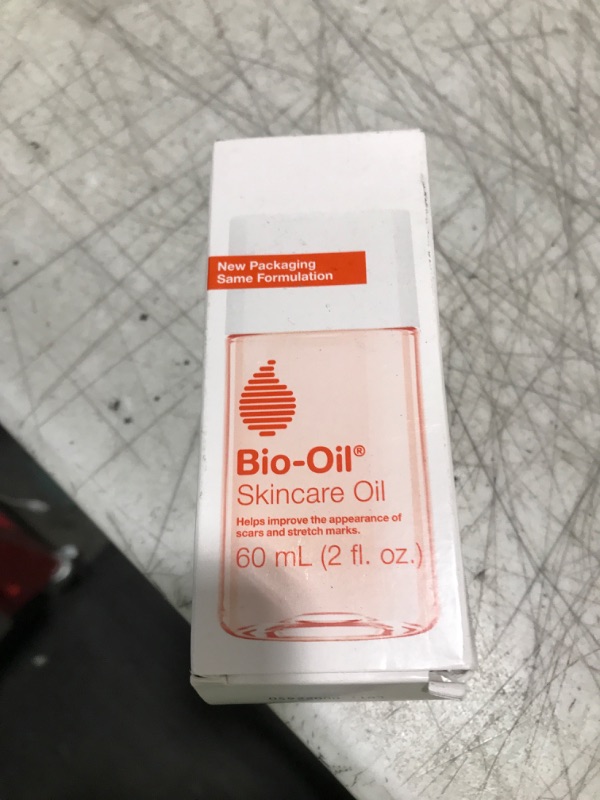 New Packaging
Same Formulation
Bio-Oil®
Skincare Oil
Helps improve the appearance of
scars and stretch marks.
60 mL (2 fl. oz.)